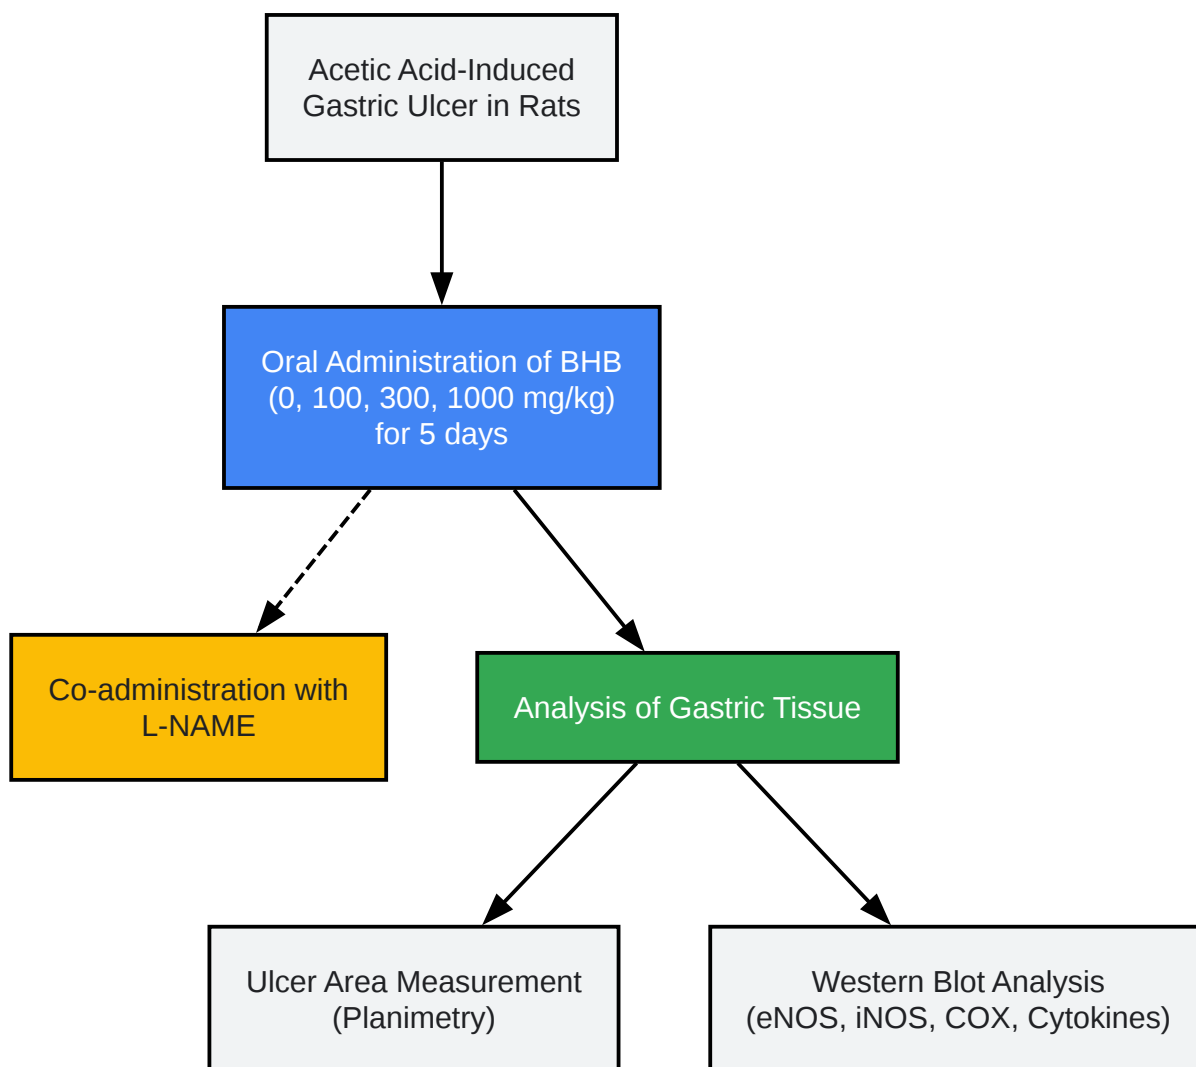 Acetic Acid-Induced
Gastric Ulcer in Rats
Oral Administration of BHB
(0, 100, 300, 1000 mg/kg)
for 5 days
Co-administration with
L-NAME
Analysis of Gastric Tissue
Ulcer Area Measurement
(Planimetry)
Western Blot Analysis
(eNOS, iNOS, COX, Cytokines)